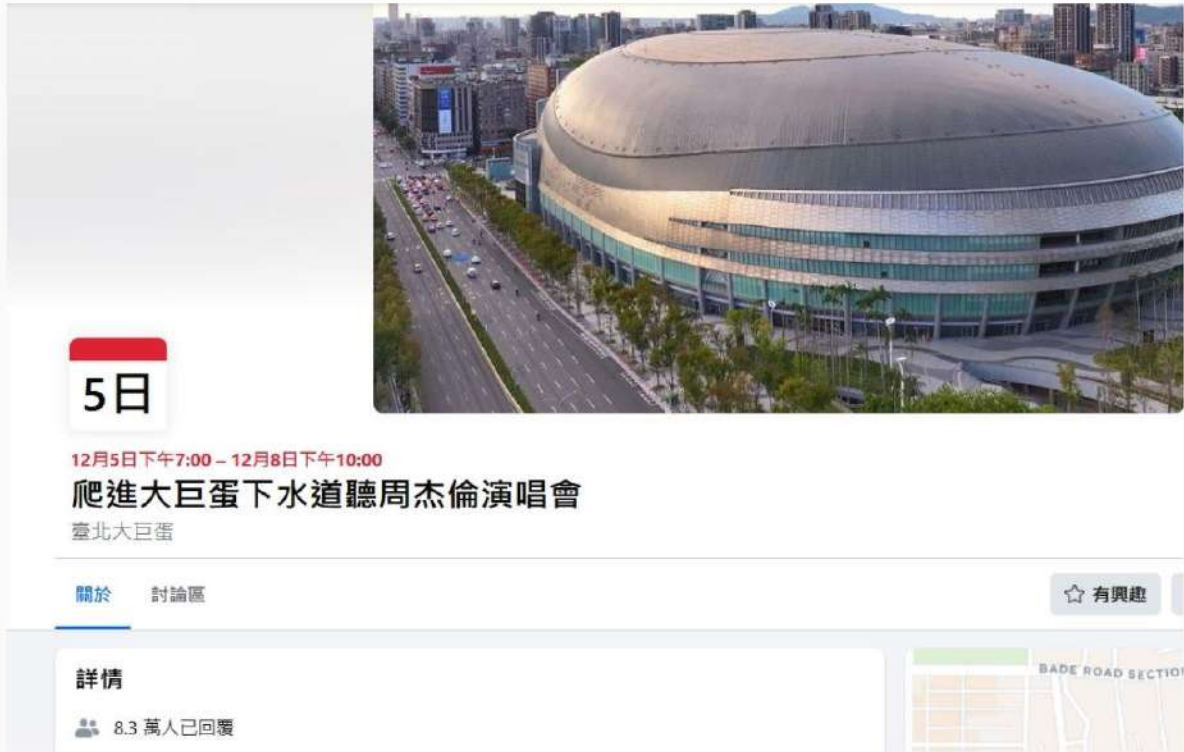 5日
12月5日下午7:00 – 12月8日下午10:00
爬進大巨蛋下水道聽周杰倫演唱會
臺北大巨蛋
關於 討論區 ☆ 有興趣
詳情
BADE ROAD SECTION
8.3 萬人已回覆